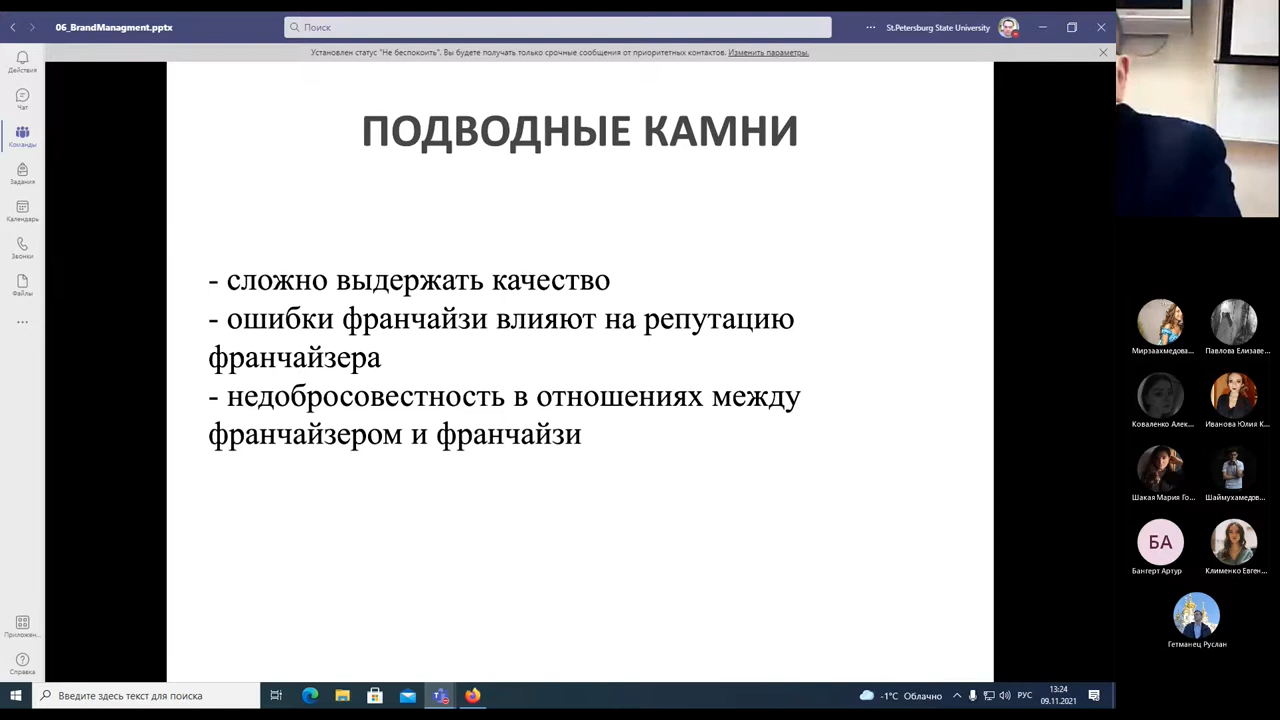 06_BrandManagment.pptx
Поиск
St.Petersburg State University
Установлен статус "Не беспокоить". Вы будете получать только срочные сообщения от приоритетных контактов. Изменить параметры.
Действия
Чат
Команды
Задания
Календарь
Звонки
Файлы
Приложен...
Справка
ПОДВОДНЫЕ КАМНИ
- сложно выдержать качество
- ошибки франчайзи влияют на репутацию
франчайзера
- недобросовестность в отношениях между
франчайзером и франчайзи
Мирзаахмедова...
Павлова Елизаве...
Коваленко Алек...
Иванова Юлия К...
Шакая Мария Го...
Шаймухамедов...
БА
Бангерт Артур
Клименко Евген...
Гетманец Руслан
Введите здесь текст для поиска
-1°C Облачно
РУС
13:24
09.11.2021